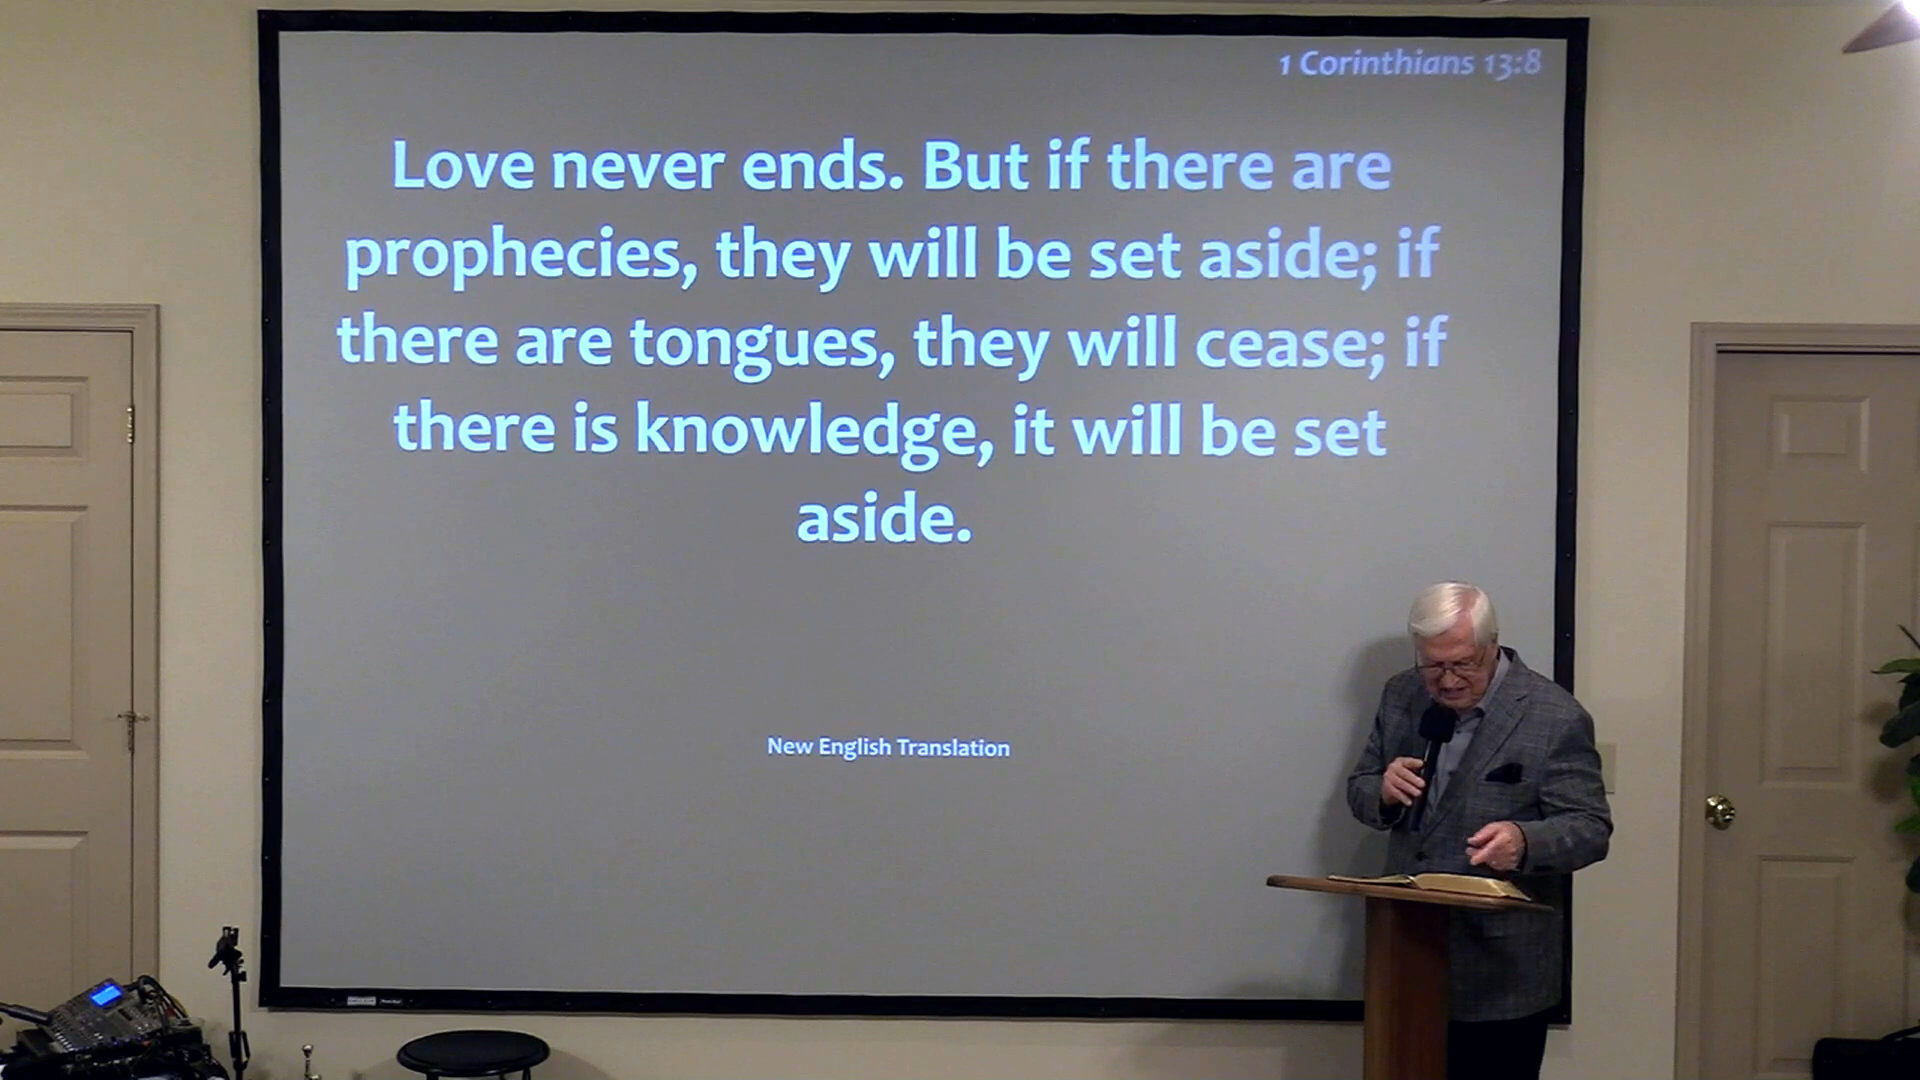 1 Corinthians 13:8
Love never ends. But if there are
prophecies, they will be set aside; if
there are tongues, they will cease; if
there is knowledge, it will be set
aside.
New English Translation